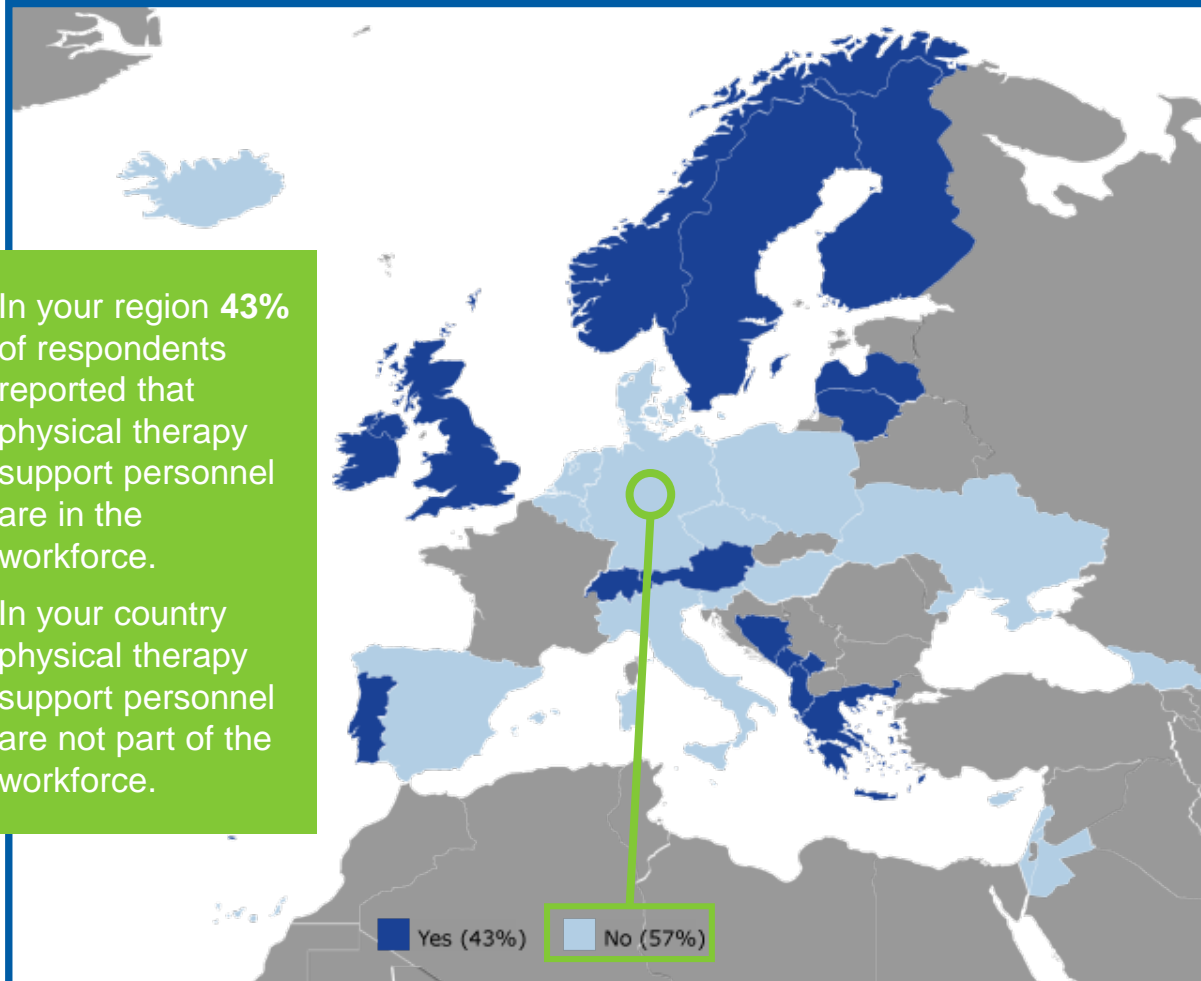 In your region 43%
of respondents
reported that
physical therapy
support personnel
are in the
workforce.
In your country
physical therapy
support personnel
are not part of the
workforce.
Yes (43%)
No (57%)